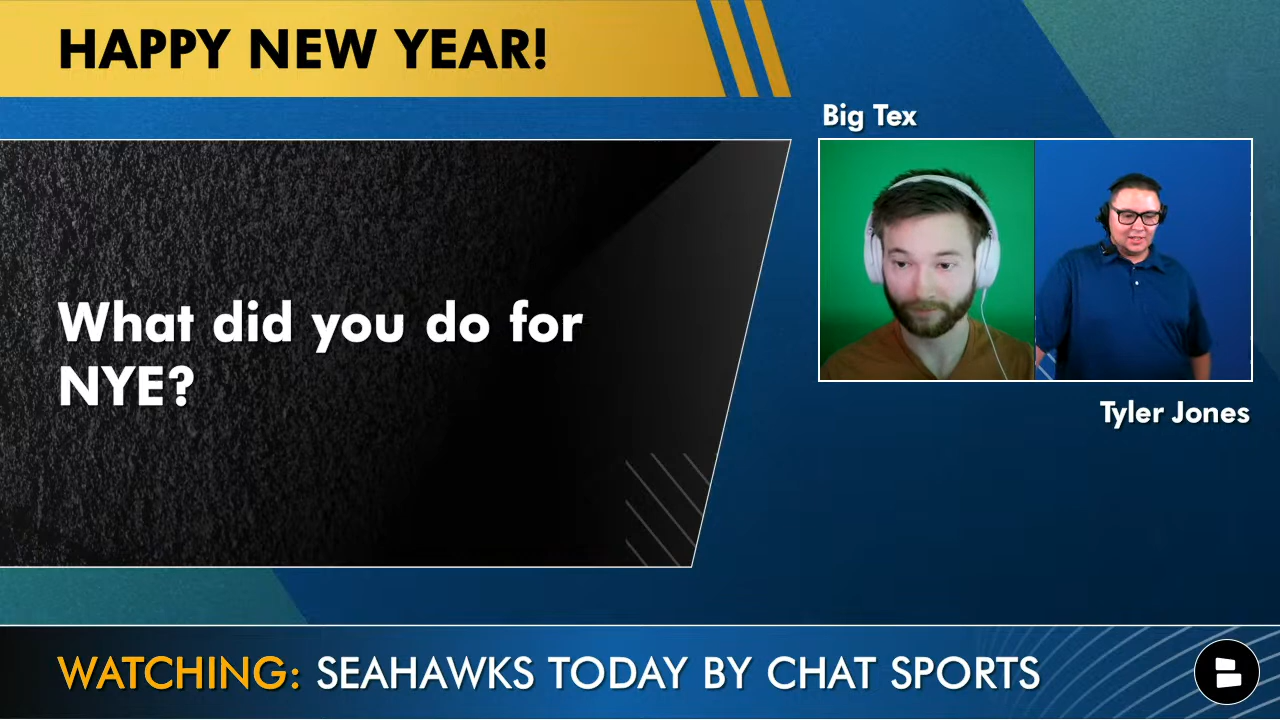 HAPPY NEW YEAR!
Big Tex
What did you do for
NYE?
Tyler Jones
WATCHING: SEAHAWKS TODAY BY CHAT SPORTS